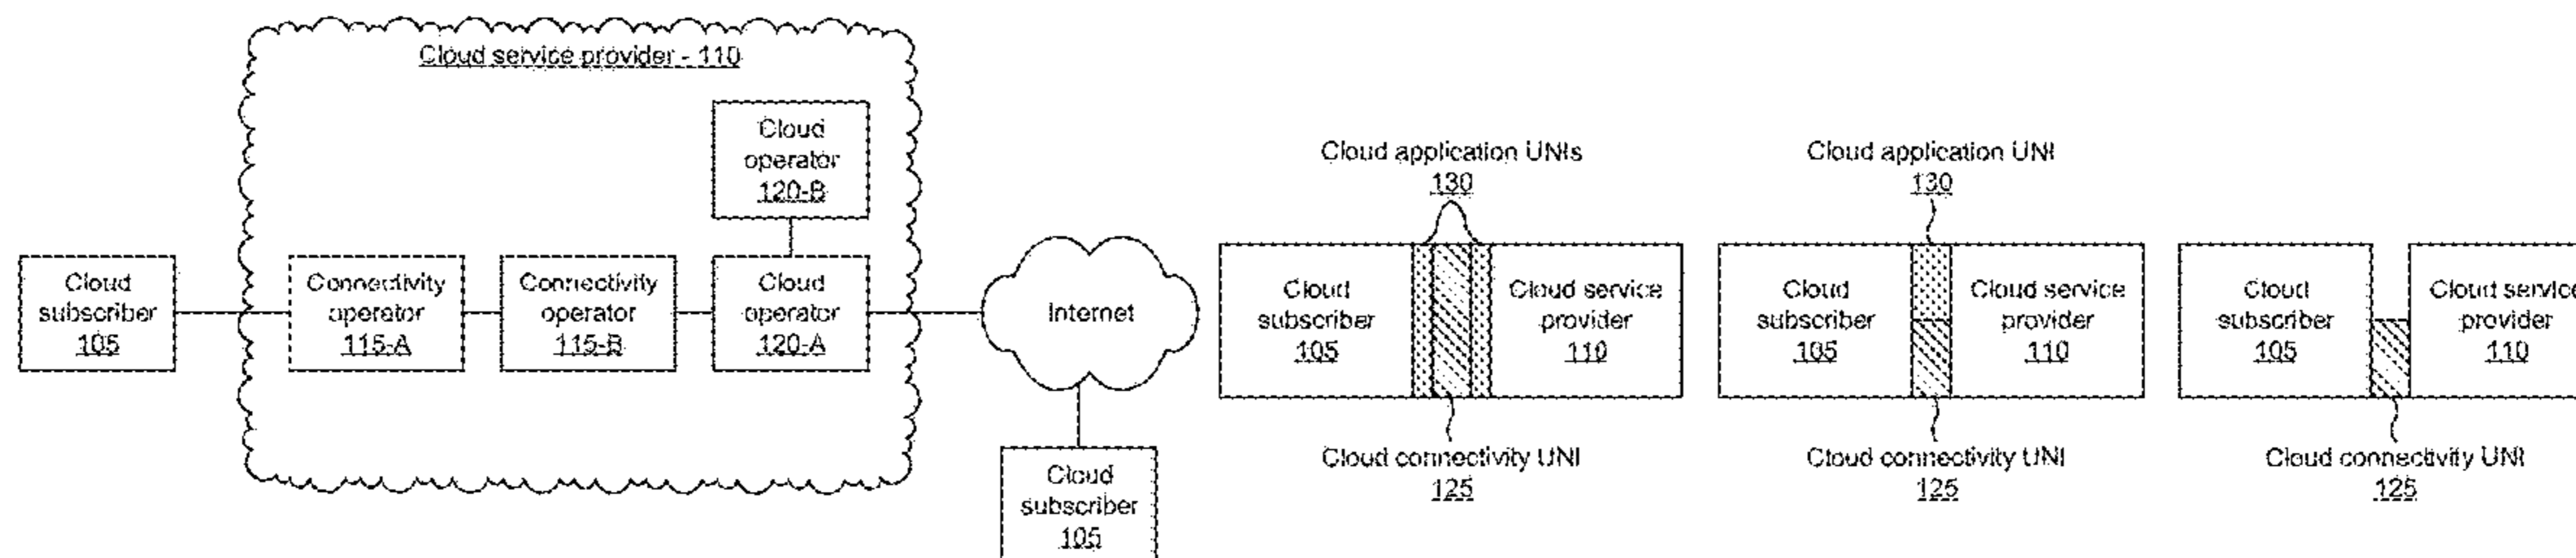 Cloud service provider - 110
Cloud
operator
120-B
Cloud
subscriber
105
Connectivity
operator
115-A
Connectivity
operator
115-B
Cloud
operator
120-A
Internet
Cloud
subscriber
105
Cloud application UNIs
130
Cloud
subscriber
105
Cloud service
provider
110
Cloud connectivity UNI
125
Cloud application UNI
130
Cloud
subscriber
105
Cloud service
provider
110
Cloud connectivity UNI
125
Cloud
subscriber
105
Cloud service
provider
110
Cloud connectivity UNI
125